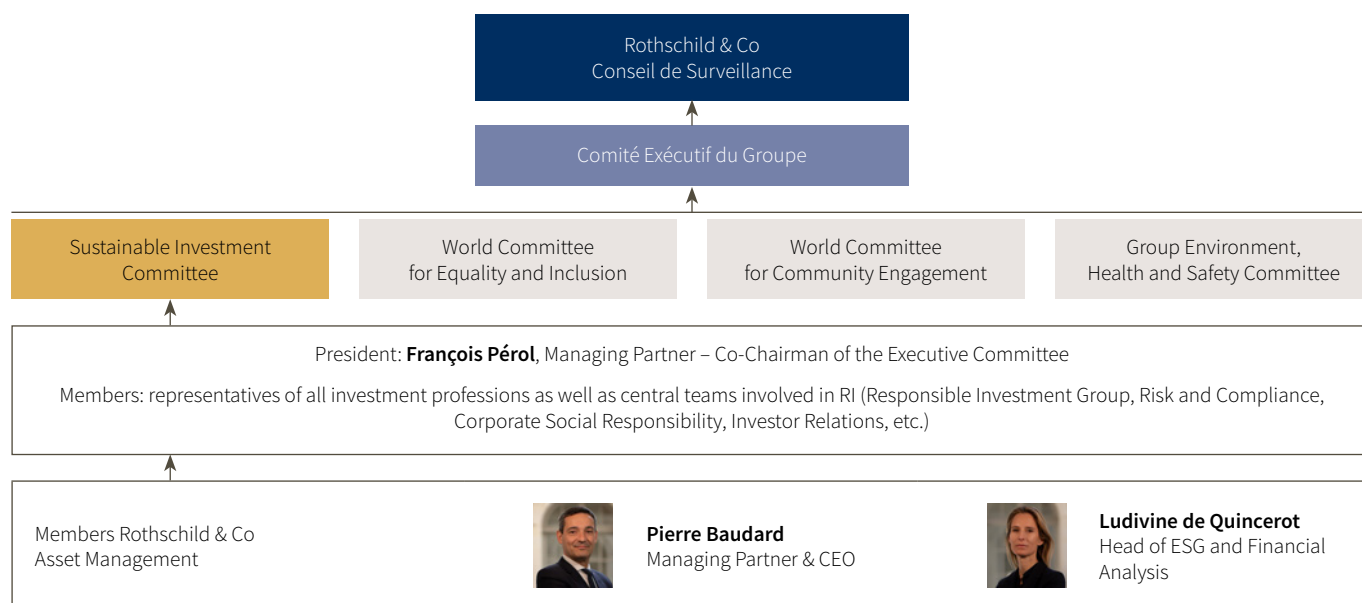 Rothschild & Co
Conseil de Surveillance
Comité Exécutif du Groupe
Sustainable Investment
Committee
World Committee
for Equality and Inclusion
World Committee
for Community Engagement
Group Environment,
Health and Safety Committee
President: François Pérol, Managing Partner – Co-Chairman of the Executive Committee
Members: representatives of all investment professions as well as central teams involved in RI (Responsible Investment Group, Risk and Compliance,
Corporate Social Responsibility, Investor Relations, etc.)
Members Rothschild & Co
Asset Management
Pierre Baudard
Managing Partner & CEO
Ludivine de Quincerot
Head of ESG and Financial
Analysis